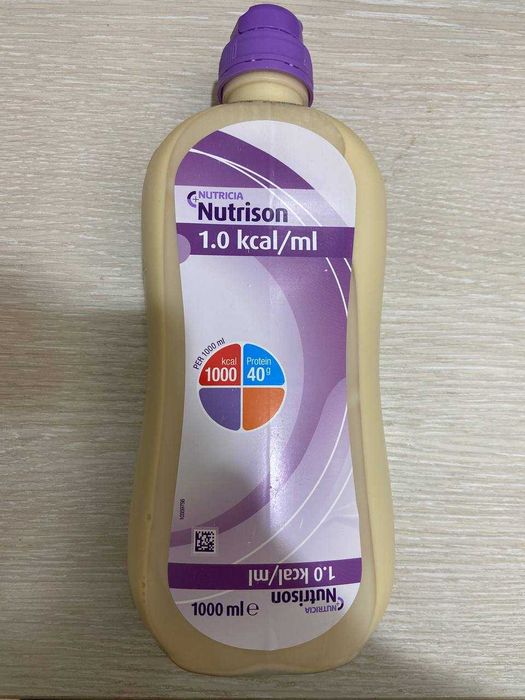 NUTRICIA
Nutrison
1.0 kcal/ml
PER 1000 ml
kcal
1000
Protein
40g
1.0 kcal/ml
Nutrison
NUTRICIA
1000 ml e